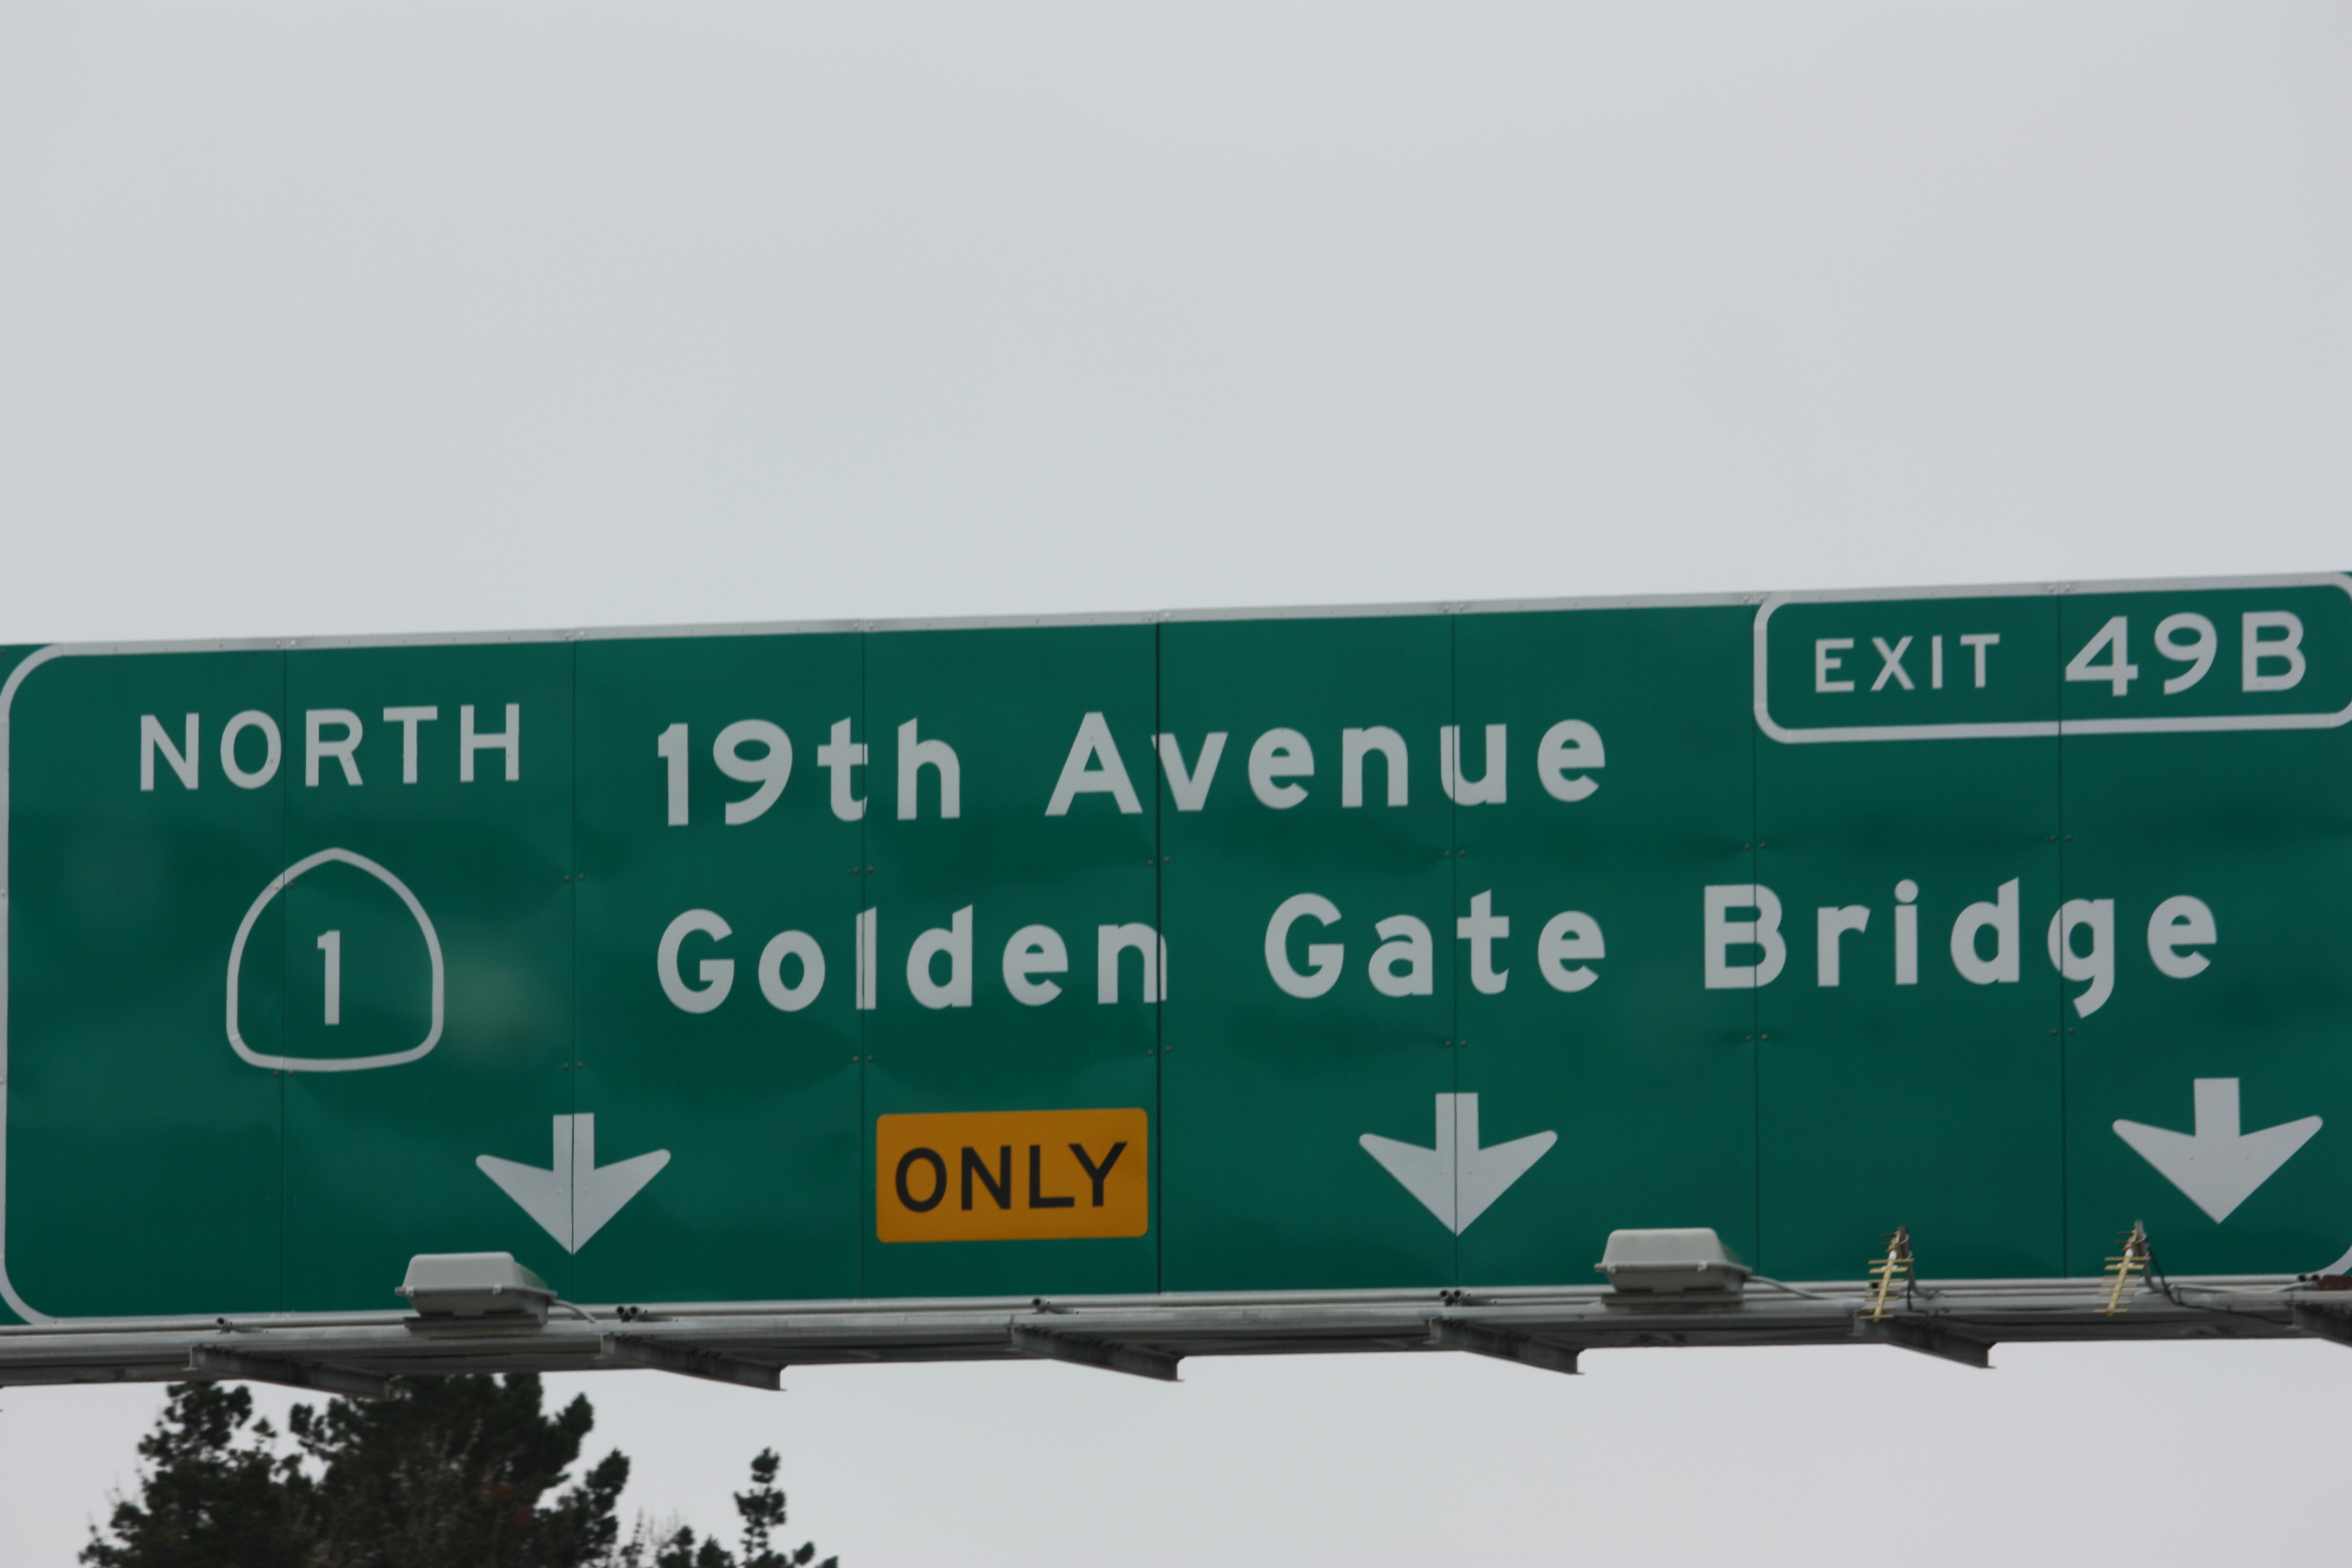 EXIT 49B
NORTH
1
19th Avenue
Golden Gate Bridge
ONLY